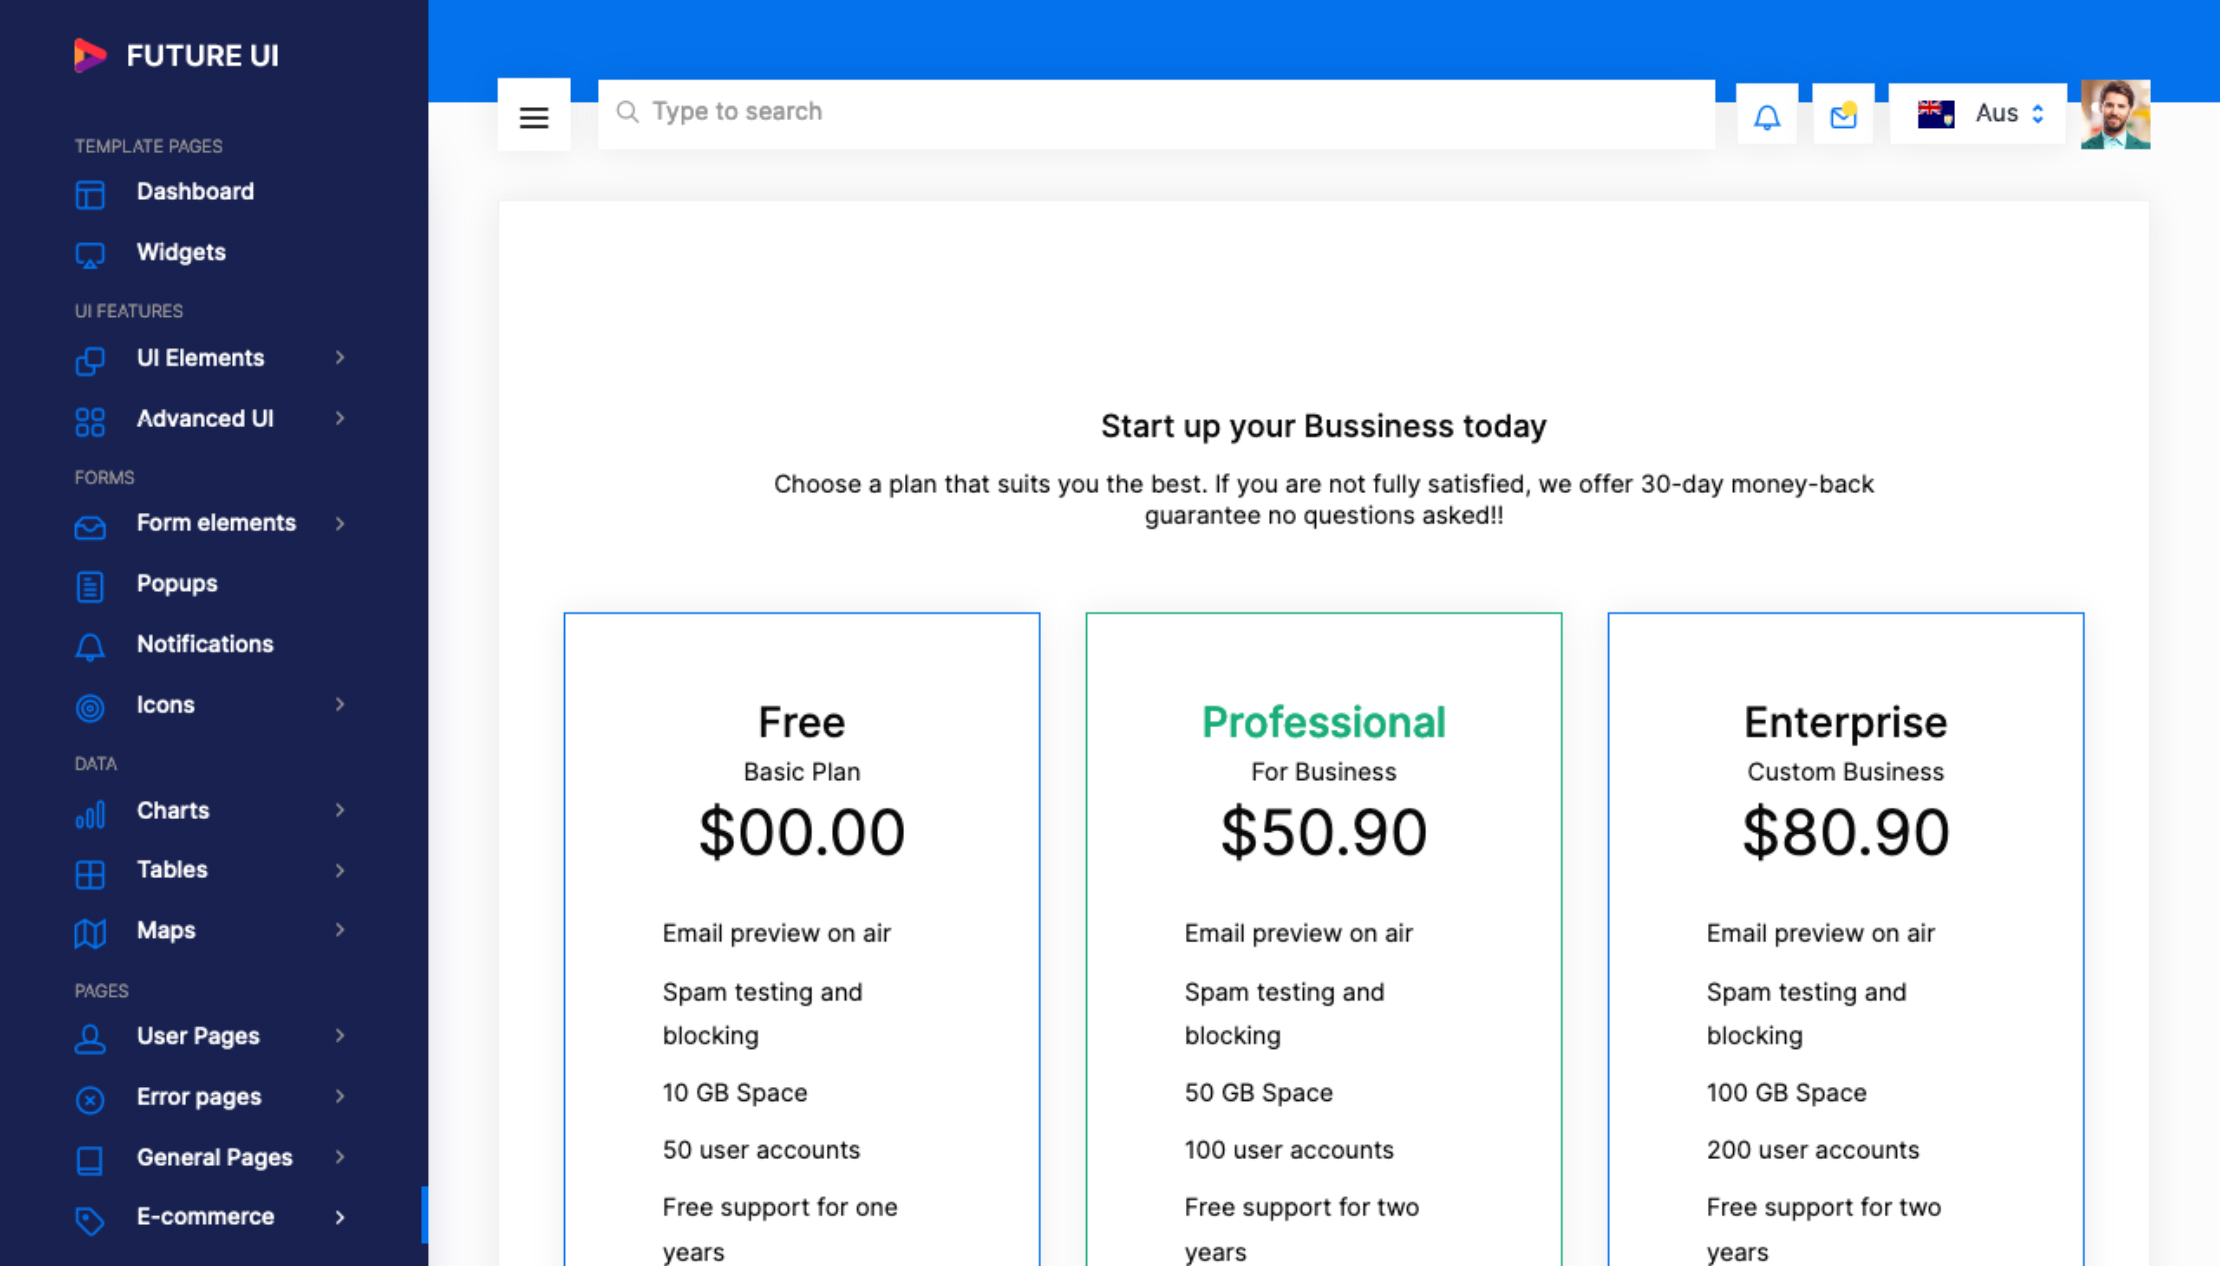 FUTURE UI
TEMPLATE PAGES
Dashboard
Widgets
UI FEATURES
UI Elements
Advanced UI
FORMS
Form elements
Popups
Notifications
Icons
DATA
Charts
Tables
Maps
PAGES
User Pages
Error pages
General Pages
E-commerce
Type to search
Aus
Start up your Bussiness today
Choose a plan that suits you the best. If you are not fully satisfied, we offer 30-day money-back
guarantee no questions asked!!
Free
Basic Plan
$00.00
Email preview on air
Spam testing and
blocking
10 GB Space
50 user accounts
Free support for one
years
Professional
For Business
$50.90
Email preview on air
Spam testing and
blocking
50 GB Space
100 user accounts
Free support for two
years
Enterprise
Custom Business
$80.90
Email preview on air
Spam testing and
blocking
100 GB Space
200 user accounts
Free support for two
years